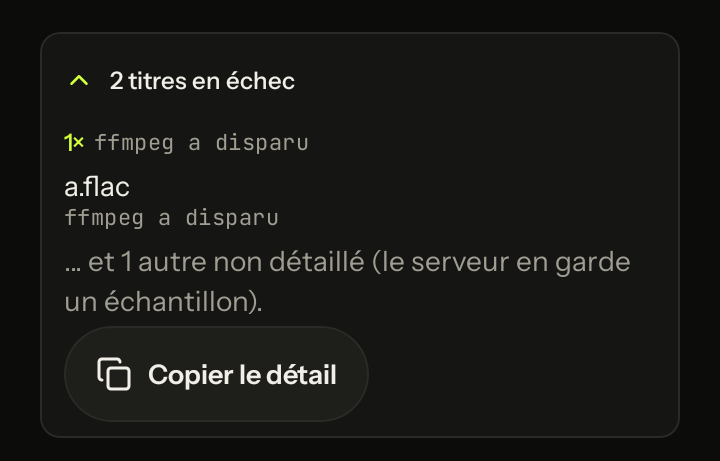 2 titres en échec
1× ffmpeg a disparu
a.flac
ffmpeg a disparu
… et 1 autre non détaillé (le serveur en garde
un échantillon).
Copier le détail